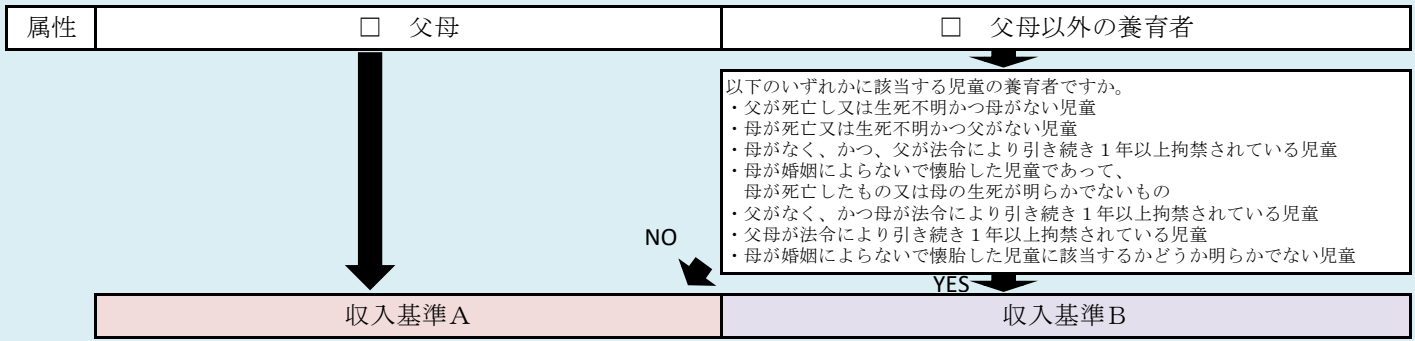 属性
□　父母
□　父母以外の養育者
以下のいずれかに該当する児童の養育者ですか。
・父が死亡し又は生死不明かつ母がない児童
・母が死亡又は生死不明かつ父がない児童
・母がなく、かつ、父が法令により引き続き１年以上拘禁されている児童
・母が婚姻によらないで懐胎した児童であって、
　母が死亡したもの又は母の生死が明らかでないもの
・父がなく、かつ母が法令により引き続き１年以上拘禁されている児童
・父母が法令により引き続き１年以上拘禁されている児童
・母が婚姻によらないで懐胎した児童に該当するかどうか明らかでない児童
NO
YES
収入基準Ａ
収入基準Ｂ